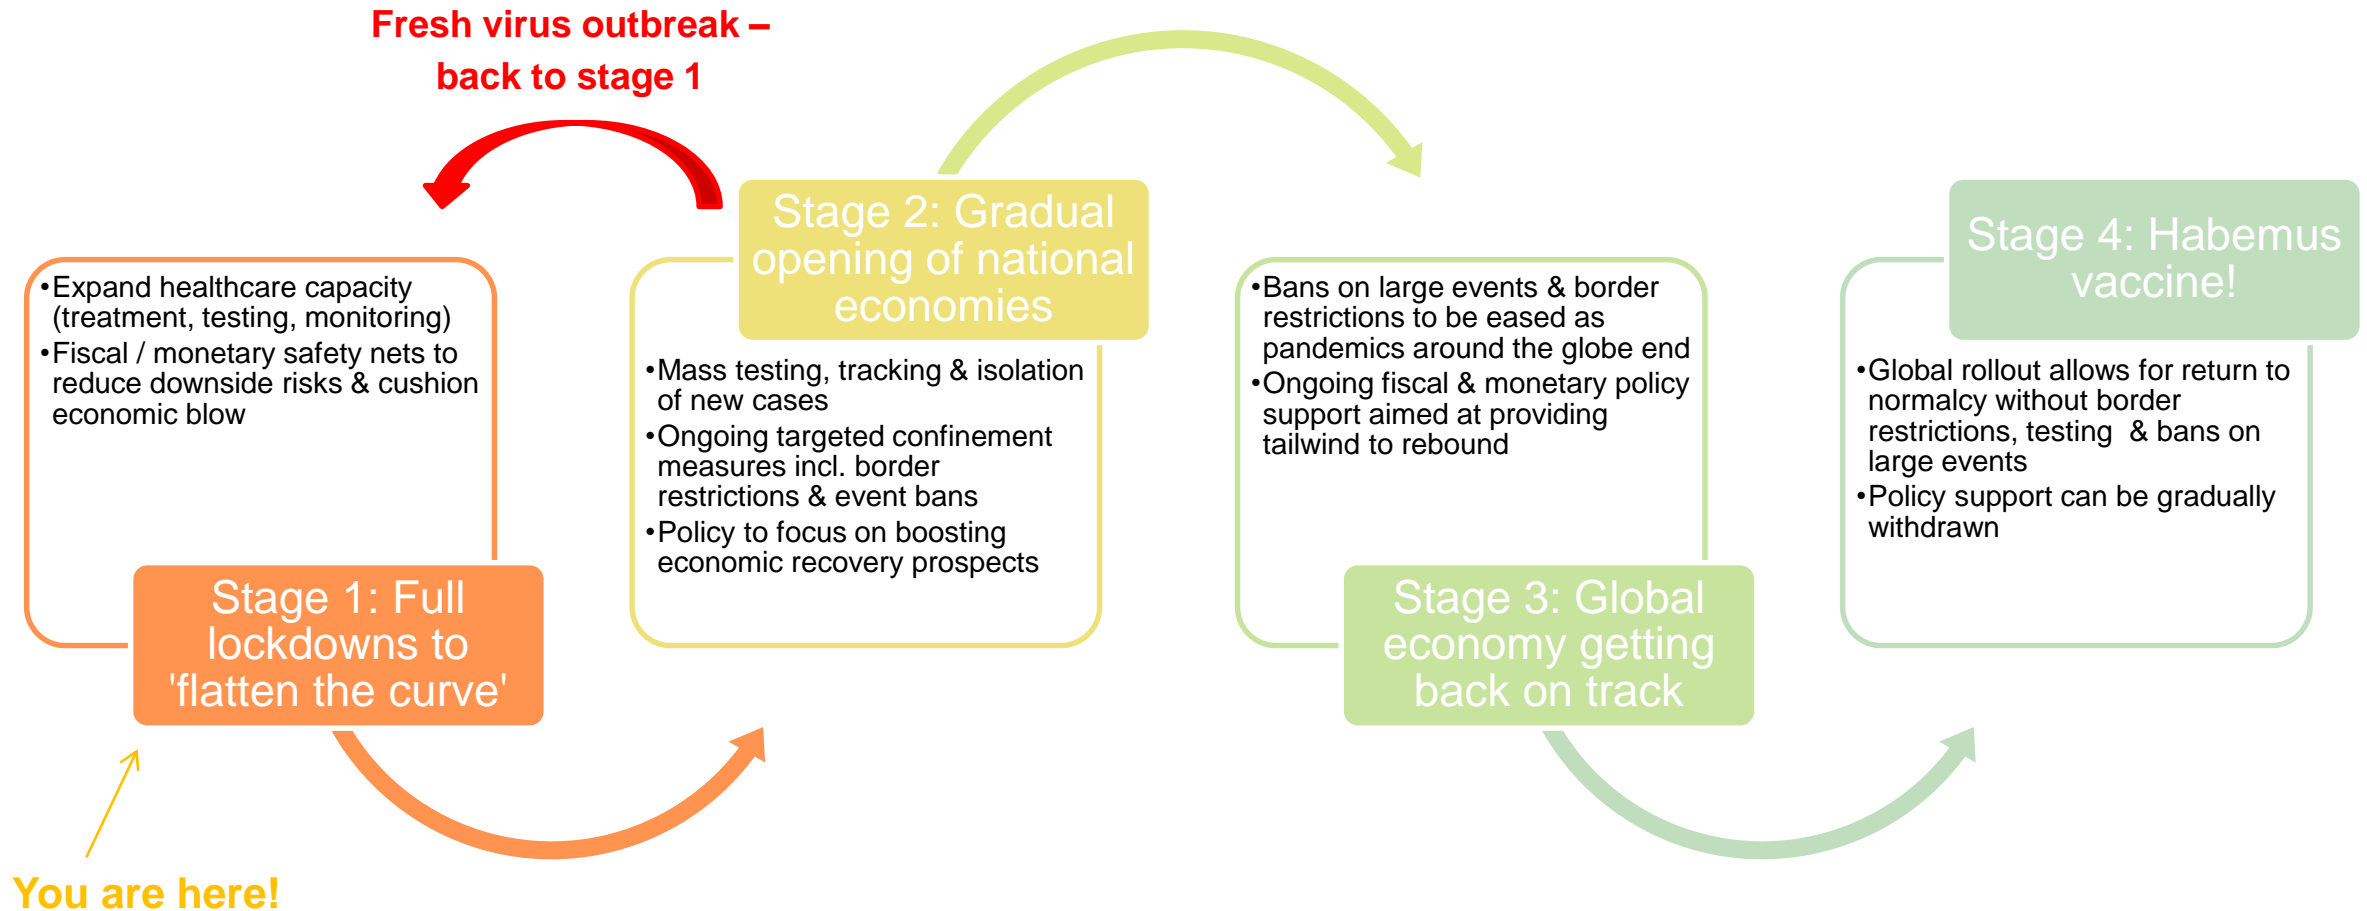 Fresh virus outbreak –
back to stage 1
•Expand healthcare capacity
(treatment, testing, monitoring)
•Fiscal / monetary safety nets to
reduce downside risks & cushion
economic blow
Stage 1: Full
lockdowns to
'flatten the curve'
You are here!
Stage 2: Gradual
opening of national
economies
•Mass testing, tracking & isolation
of new cases
•Ongoing targeted confinement
measures incl. border
restrictions & event bans
•Policy to focus on boosting
economic recovery prospects
•Bans on large events & border
restrictions to be eased as
pandemics around the globe end
•Ongoing fiscal & monetary policy
support aimed at providing
tailwind to rebound
Stage 3: Global
economy getting
back on track
Stage 4: Habemus
vaccine!
•Global rollout allows for return to
normalcy without border
restrictions, testing  & bans on
large events
•Policy support can be gradually
withdrawn